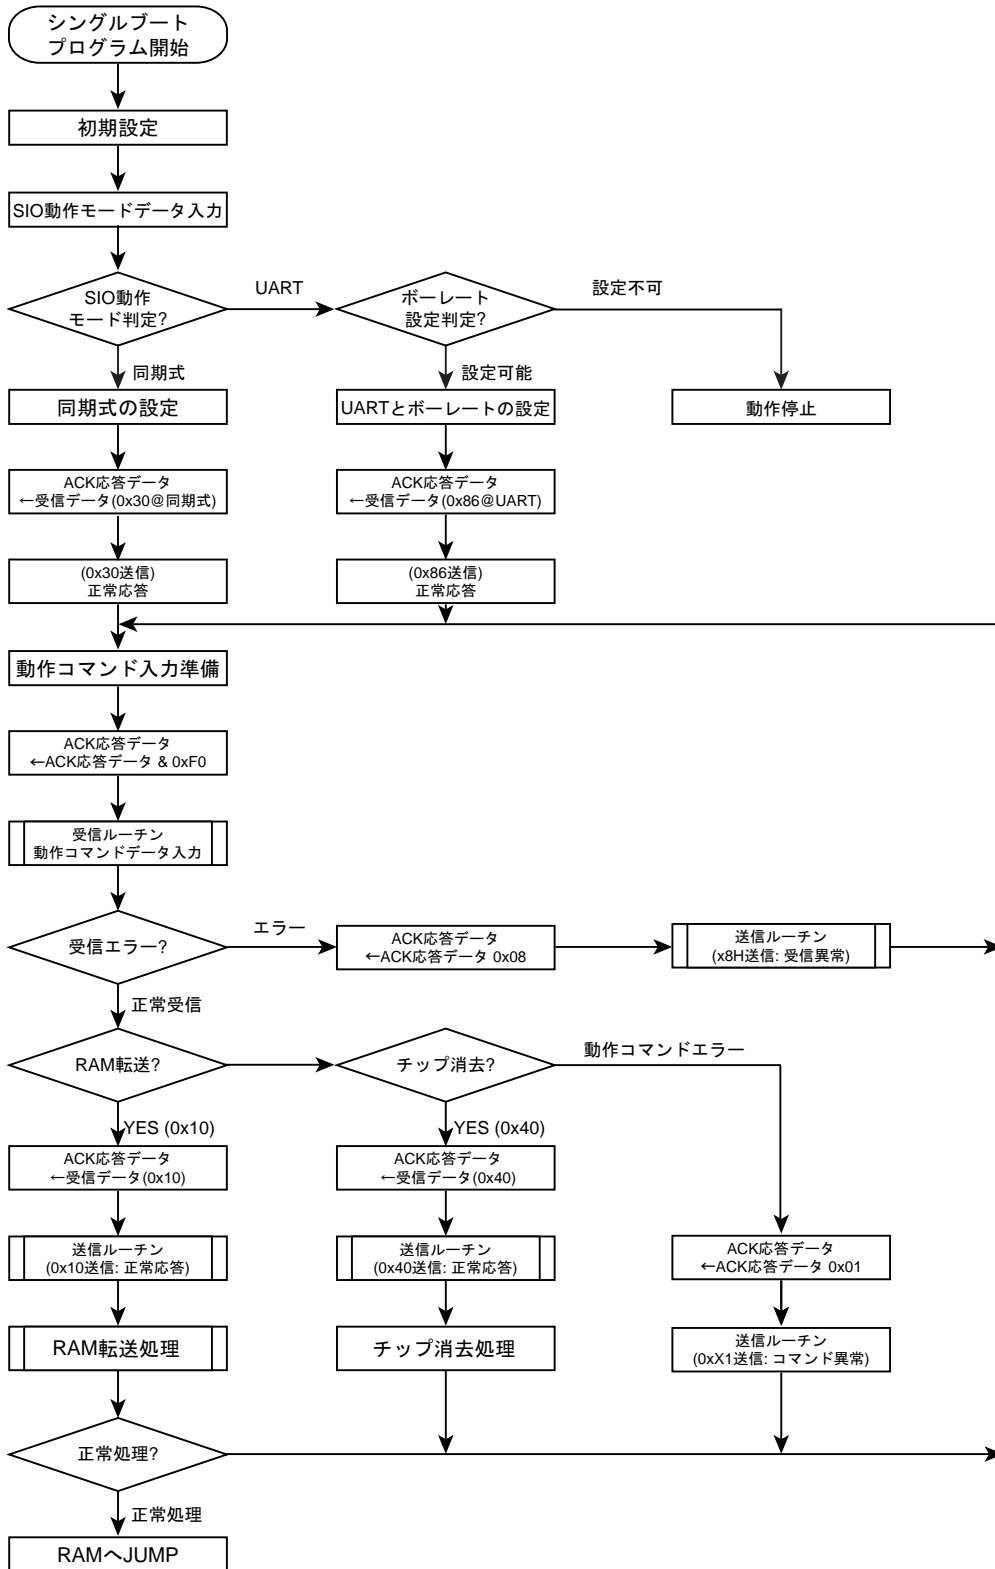 シングルブート
プログラム開始
初期設定
SIO動作モードデータ入力
SIO動作
モード判定?
UART
ボーレート
設定判定?
設定不可
同期式
設定可能
同期式の設定
UARTとボーレートの設定
動作停止
ACK応答データ
←受信データ(0x30@同期式)
ACK応答データ
←受信データ(0x86@UART)
(0x30送信)
正常応答
(0x86送信)
正常応答
動作コマンド入力準備
ACK応答データ
←ACK応答データ & 0xF0
受信ルーチン
動作コマンドデータ入力
受信エラー?
エラー
ACK応答データ
←ACK応答データ 0x08
送信ルーチン
(x8H送信: 受信異常)
正常受信
RAM転送?
チップ消去?
動作コマンドエラー
YES (0x10)
YES (0x40)
ACK応答データ
←受信データ(0x10)
ACK応答データ
←受信データ(0x40)
送信ルーチン
(0x10送信: 正常応答)
送信ルーチン
(0x40送信: 正常応答)
ACK応答データ
←ACK応答データ 0x01
RAM転送処理
チップ消去処理
送信ルーチン
(0xX1送信: コマンド異常)
正常処理?
正常処理
RAMへJUMP